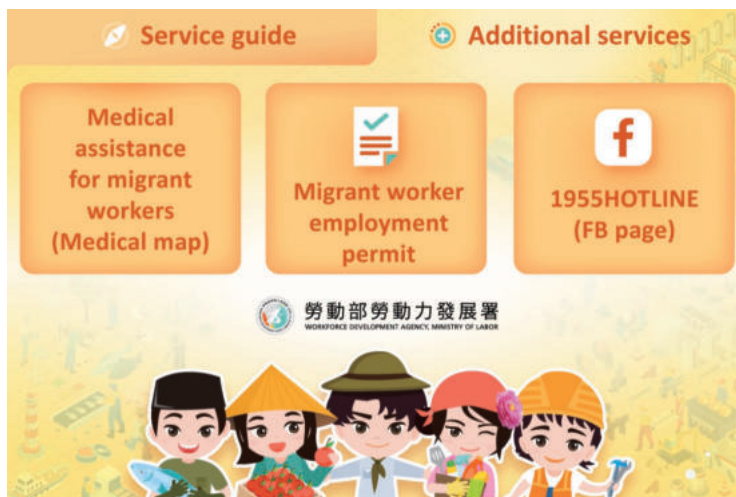 Service guide
Additional services
Medical
assistance
for migrant
workers
(Medical map)
Migrant worker
employment
permit
f
1955HOTLINE
(FB page)
勞動部勞動力發展署
WORKFORCE DEVELOPMENT AGENCY, MINISTRY OF LABOR